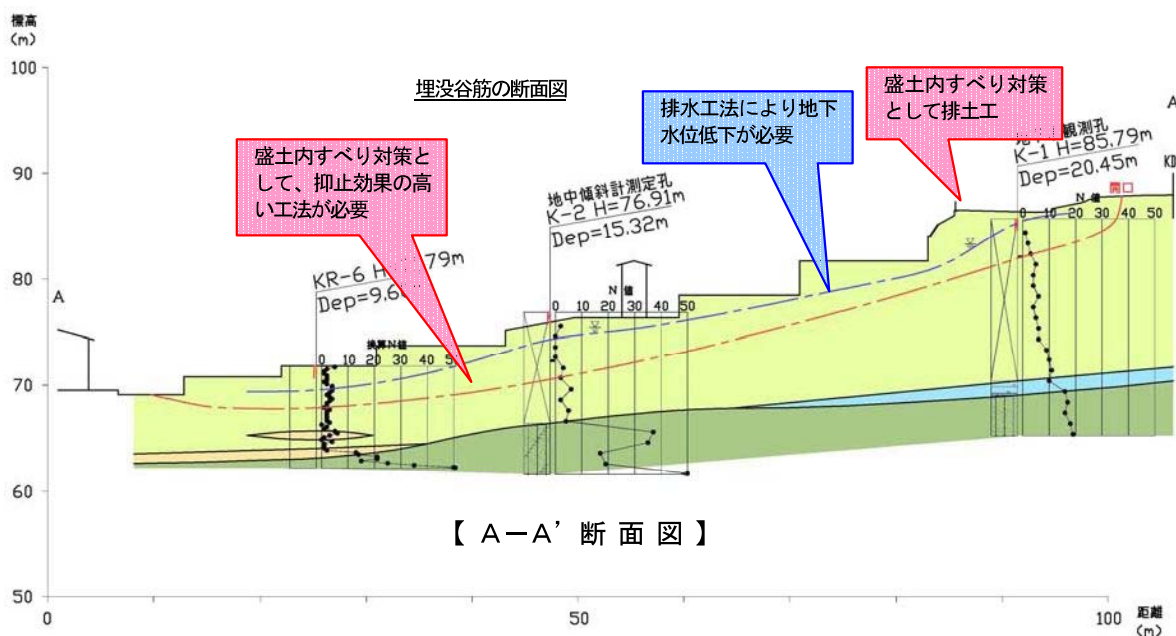 標高
(m)
100
90
80
70
60
50
0
50
100
距離
(m)
埋没谷筋の断面図
盛土内すべり対策と
して、抑止効果の高
い工法が必要
排水工法により地下
水位低下が必要
盛土内すべり対策
として排土工
A
KR-6 H
79m
Dep=9.6
換算N値
0 10 20 30 40 50
地中傾斜計測定孔
K-2 H=76.91m
Dep=15.32m
N 値
0 10 20 30 40 50
観測孔
K-1 H=85.79m
Dep=20.45m
開口
N 値
0 10 20 30 40 50
A
【 A-A’ 断 面 図 】